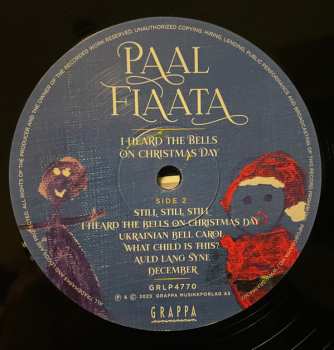 ALL RIGHTS OF THE PRODUCER AND THE OWNER OF THE RECORDED WORK RESERVED. UNAUTHORIZED COPYING, HIRING, LENDING, PUBLIC PERFORMANCE AND BROADCASTING OF THIS RECORD PROHIBITED.
PAAL
FLAATA
I HEARD THE BELLS
ON CHRISTMAS DAY
SIDE 2
STILL, STILL, STILL
I HEARD THE BELLS ON CHRISTMAS DAY
UKRAINIAN BELL CAROL
WHAT CHILD IS THIS?
AULD LANG SYNE
DECEMBER
GRLP4770
℗ & © 2023 GRAPPA MUSIKKFORLAG AS
GRAPPA